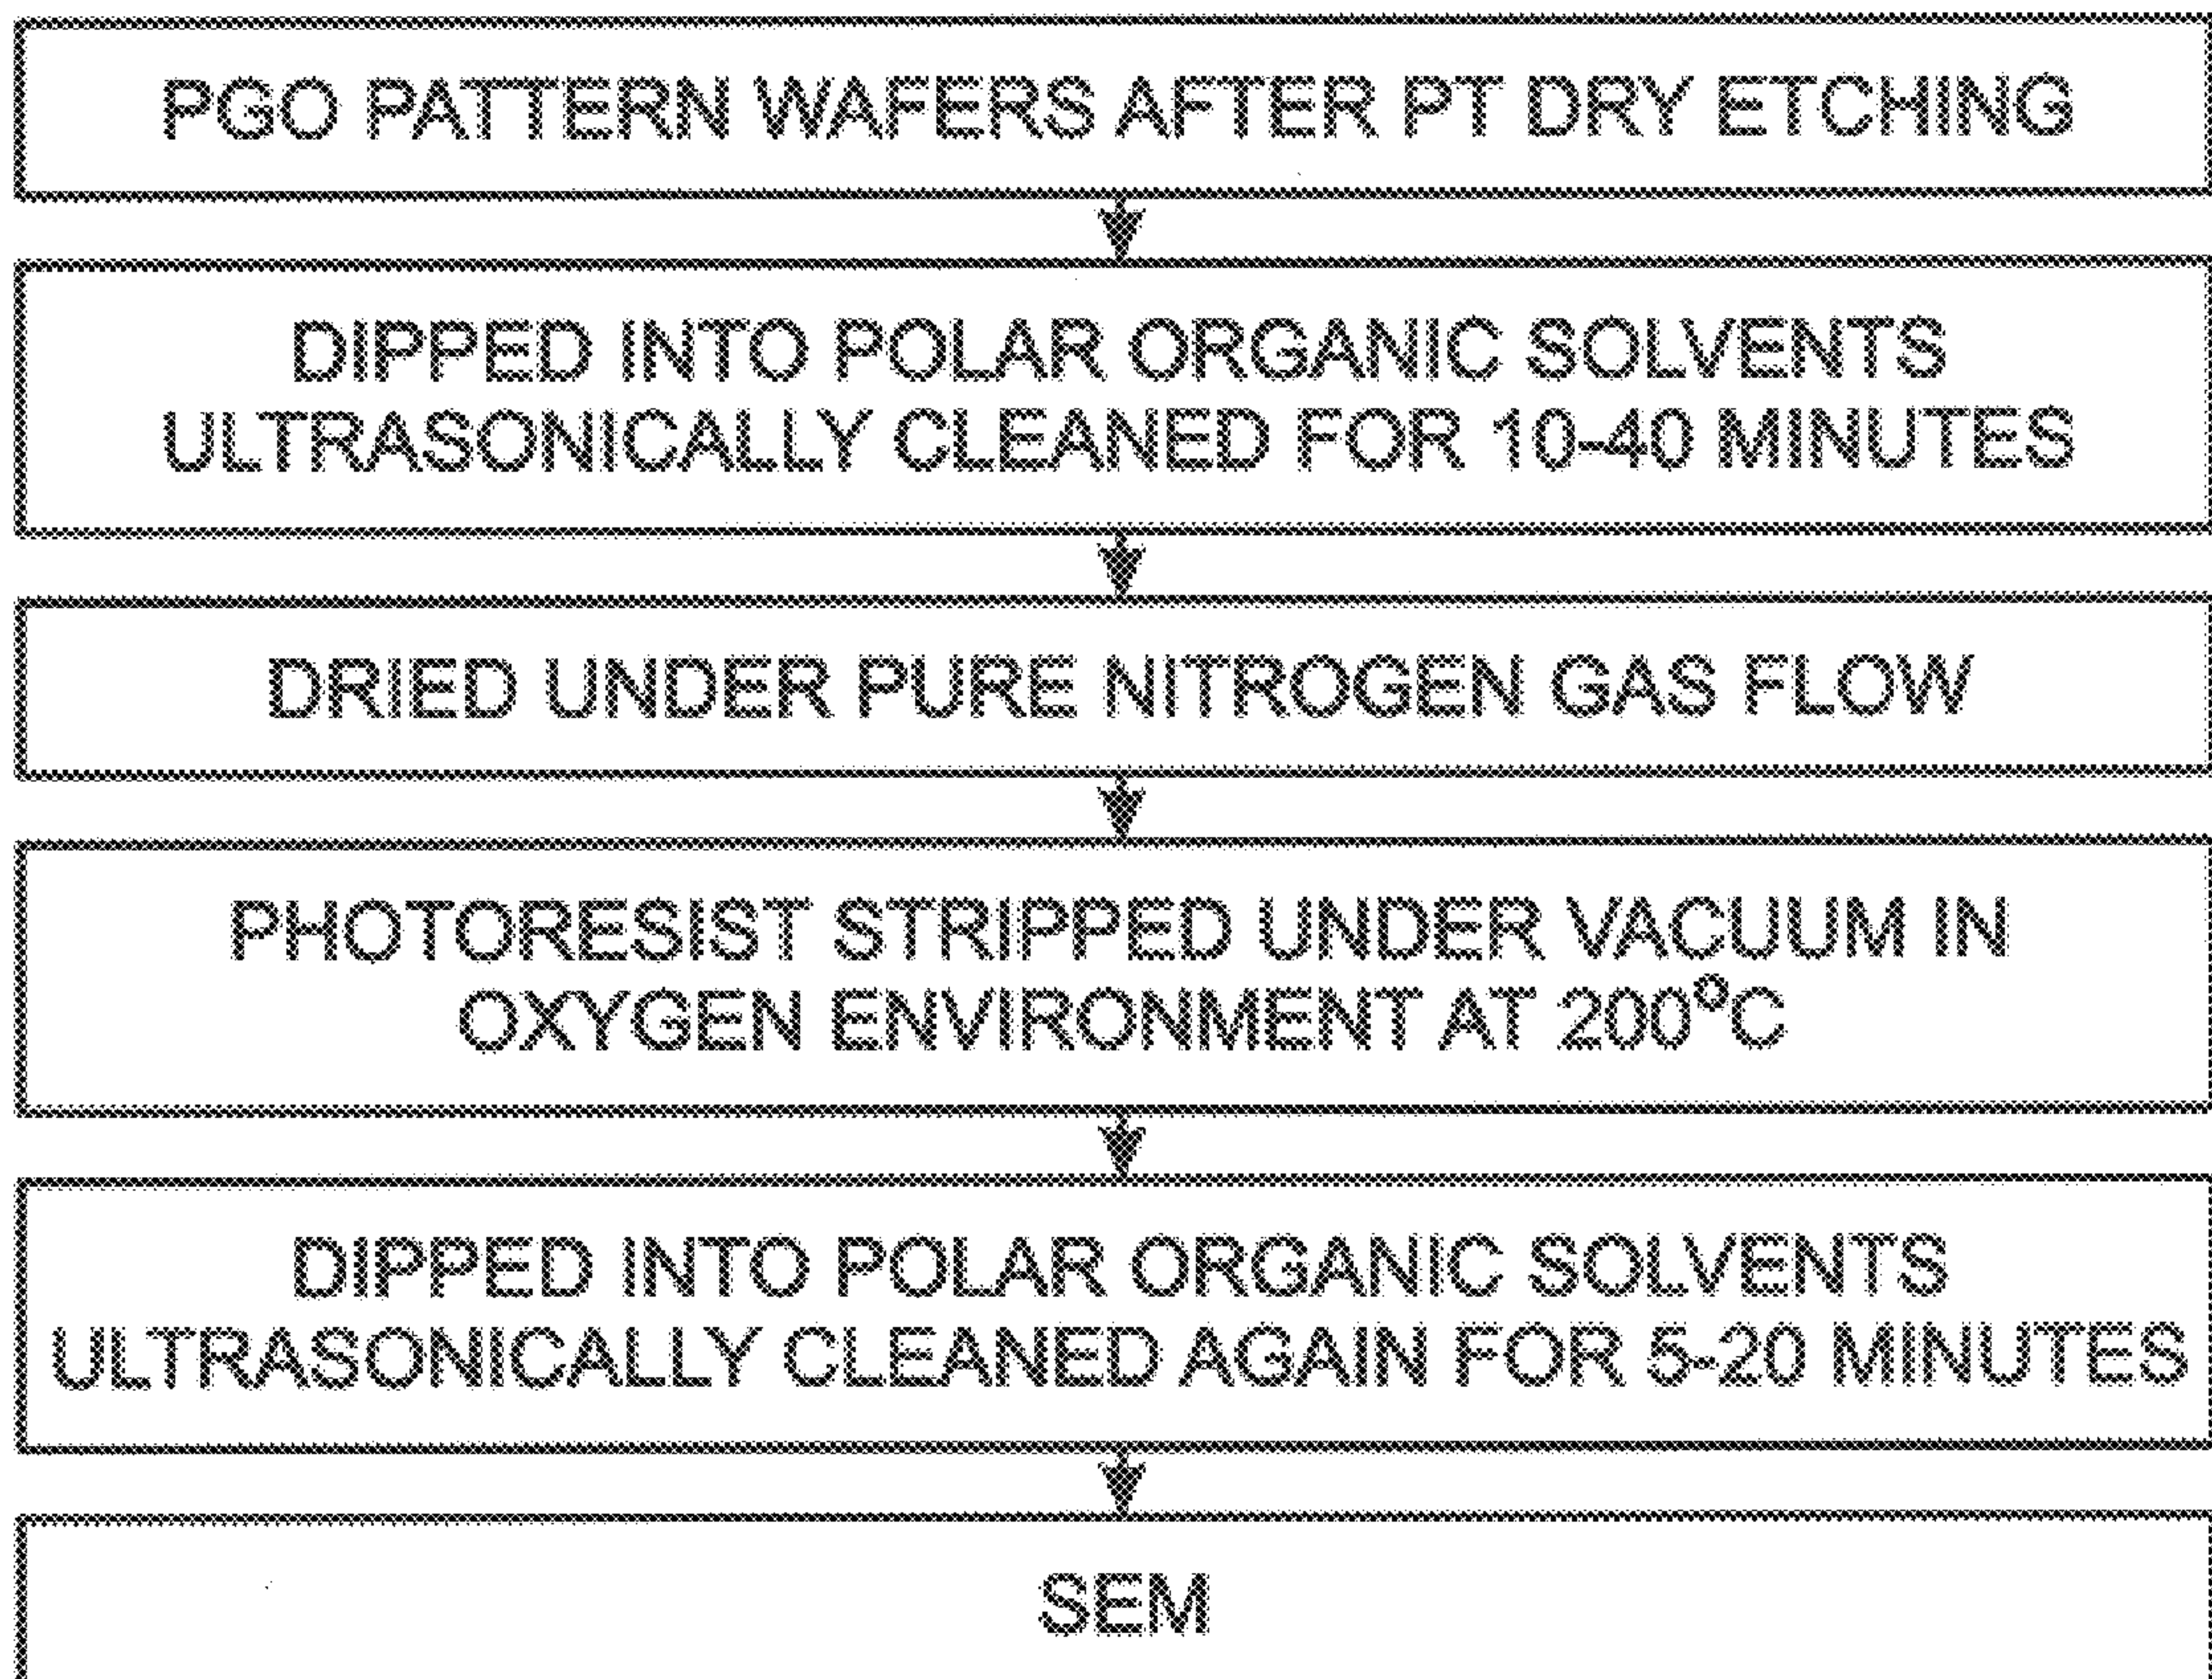 PGO PATTERN WAFERS AFTER PT DRY ETCHING
DIPPED INTO POLAR ORGANIC SOLVENTS
ULTRASONICALLY CLEANED FOR 10-40 MINUTES
DRIED UNDER PURE NITROGEN GAS FLOW
PHOTORESIST STRIPPED UNDER VACUUM IN
OXYGEN ENVIRONMENT AT 200°C
DIPPED INTO POLAR ORGANIC SOLVENTS
ULTRASONICALLY CLEANED AGAIN FOR 5-20 MINUTES
SEM